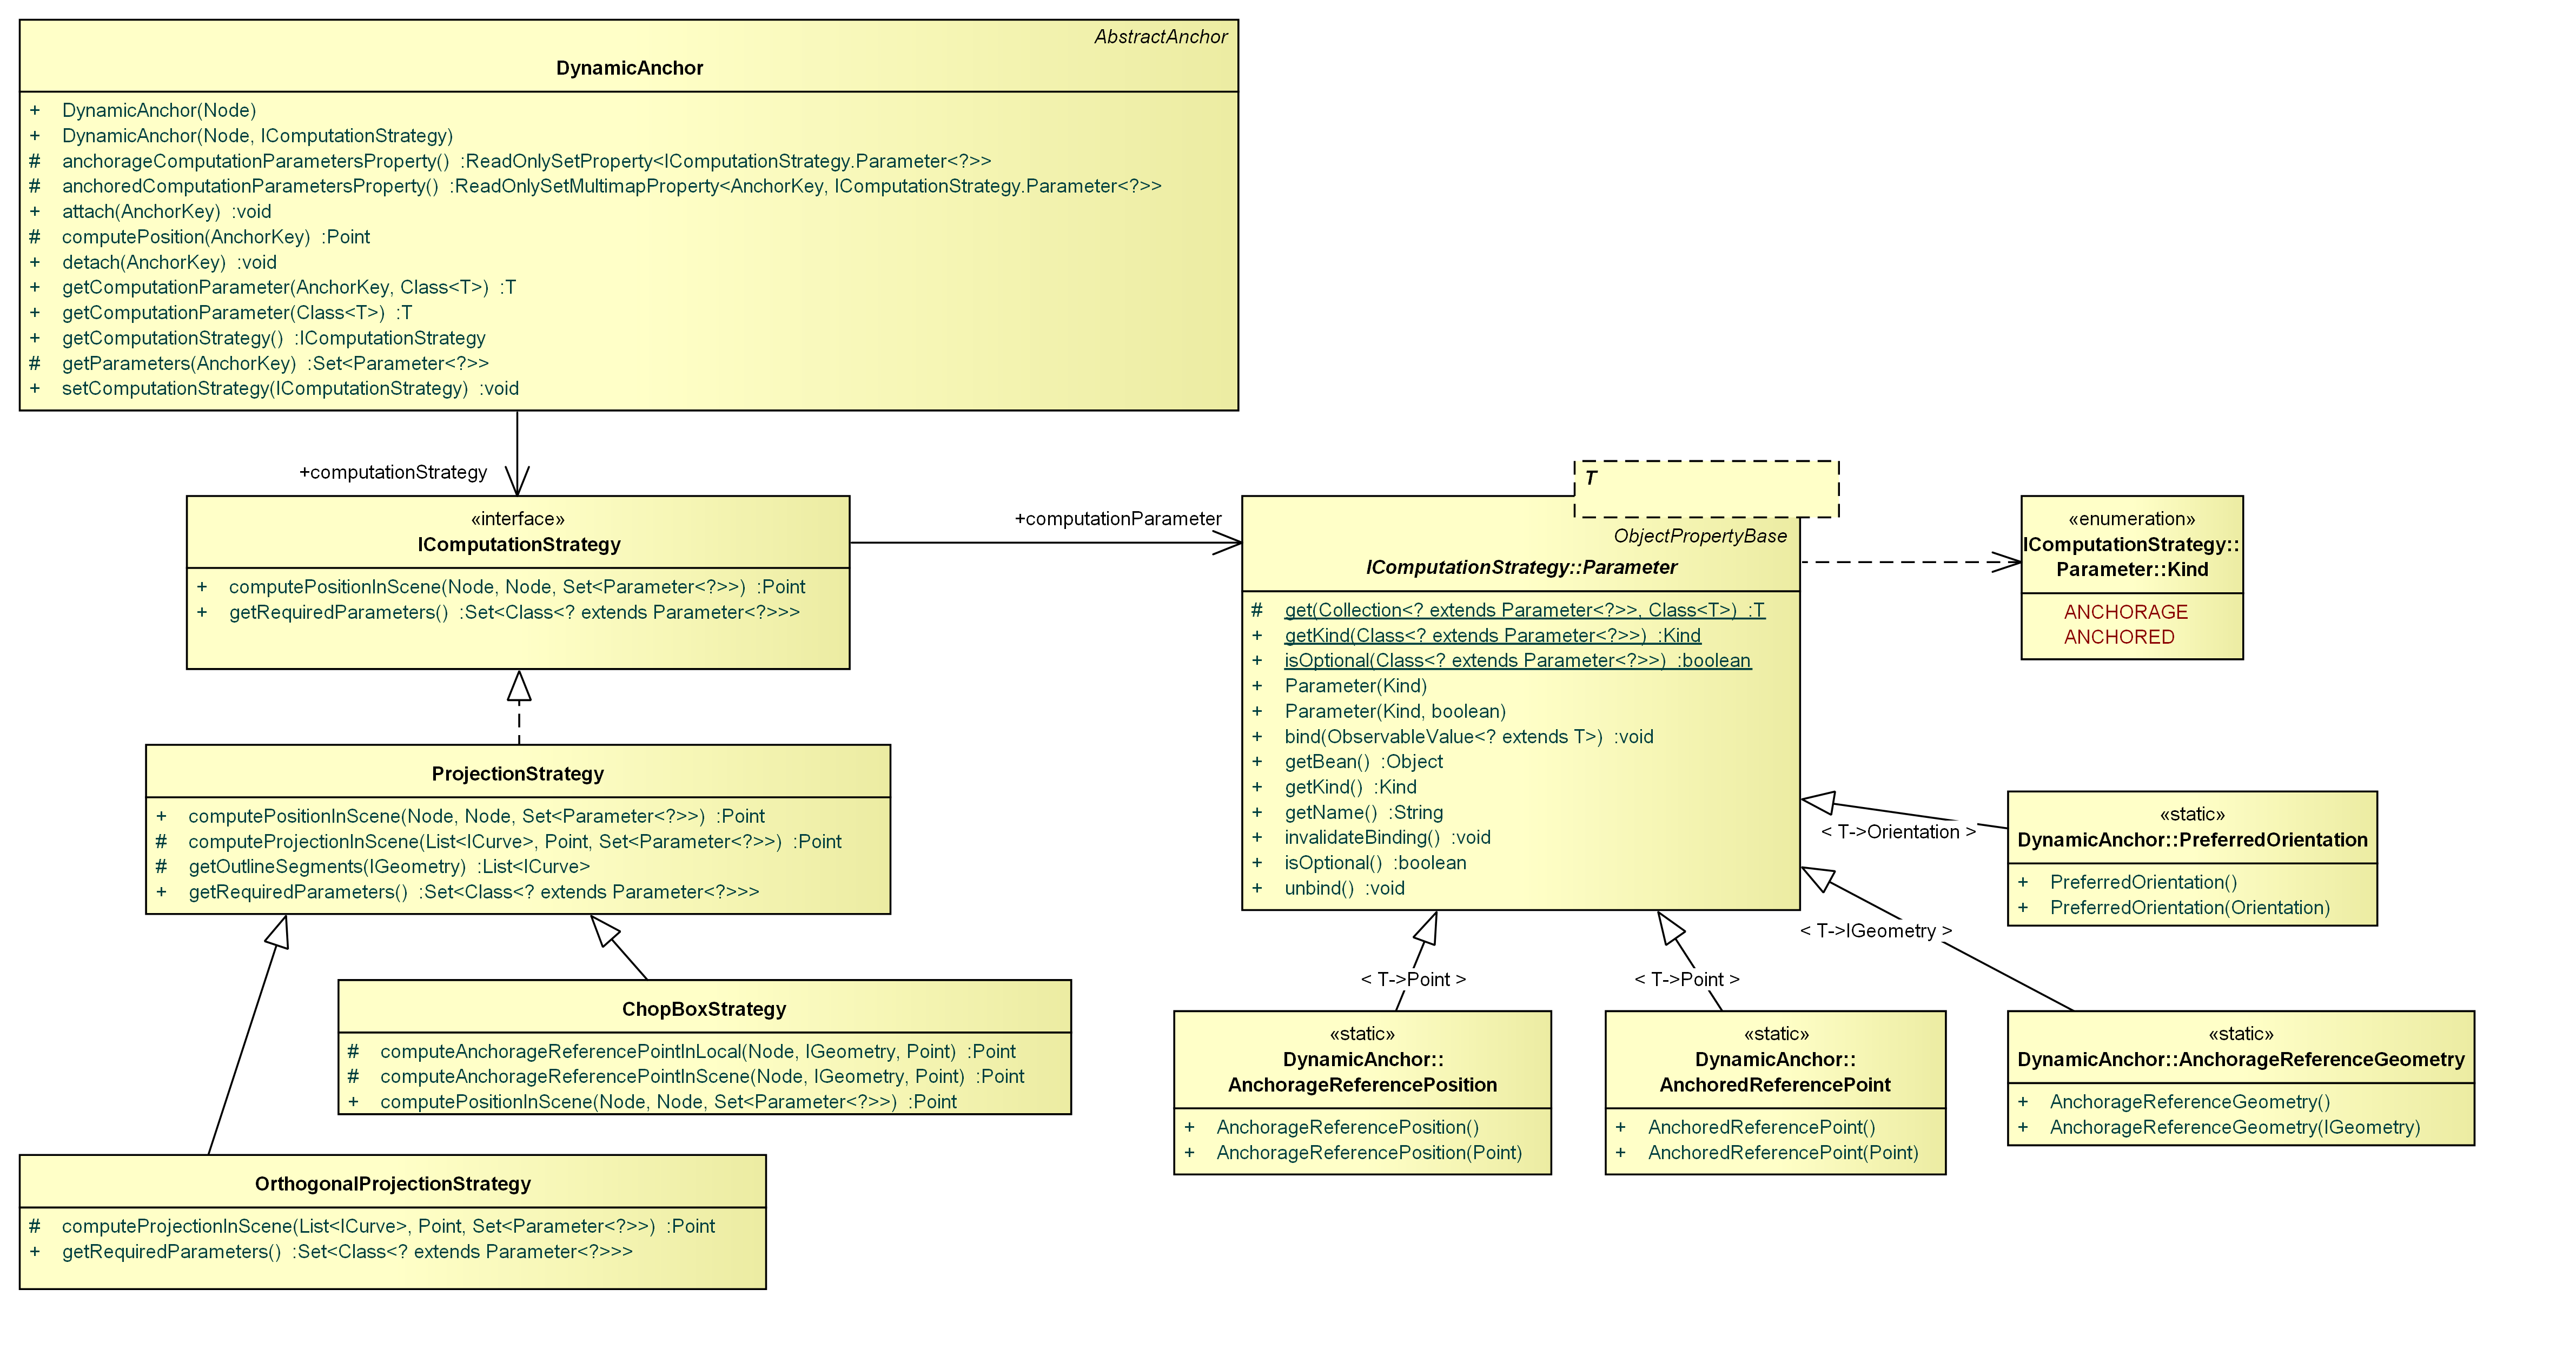 AbstractAnchor
DynamicAnchor
+ DynamicAnchor(Node)
+ DynamicAnchor(Node, IComputationStrategy)
# anchorageComputationParametersProperty() :ReadOnlySetProperty<IComputationStrategy.Parameter<?>>
# anchoredComputationParametersProperty() :ReadOnlySetMultimapProperty<AnchorKey, IComputationStrategy.Parameter<?>>
+ attach(AnchorKey) :void
# computePosition(AnchorKey) :Point
+ detach(AnchorKey) :void
+ getComputationParameter(AnchorKey, Class<T>) :T
+ getComputationParameter(Class<T>) :T
+ getComputationStrategy() :IComputationStrategy
# getParameters(AnchorKey) :Set<Parameter<?>>
+ setComputationStrategy(IComputationStrategy) :void
+computationStrategy
«interface»
IComputationStrategy
+ computePositionInScene(Node, Node, Set<Parameter<?>>) :Point
+ getRequiredParameters() :Set<Class<? extends Parameter<?>>>
+computationParameter
T
ObjectPropertyBase
IComputationStrategy::Parameter
# get(Collection<? extends Parameter<?>>, Class<T>) :T
+ getKind(Class<? extends Parameter<?>>) :Kind
+ isOptional(Class<? extends Parameter<?>>) :boolean
+ Parameter(Kind)
+ Parameter(Kind, boolean)
+ bind(ObservableValue<? extends T>) :void
+ getBean() :Object
+ getKind() :Kind
+ getName() :String
+ invalidateBinding() :void
+ isOptional() :boolean
+ unbind() :void
«enumeration»
IComputationStrategy::
Parameter::Kind
ANCHORAGE
ANCHORED
ProjectionStrategy
+ computePositionInScene(Node, Node, Set<Parameter<?>>) :Point
# computeProjectionInScene(List<ICurve>, Point, Set<Parameter<?>>) :Point
# getOutlineSegments(IGeometry) :List<ICurve>
+ getRequiredParameters() :Set<Class<? extends Parameter<?>>>
< T->Orientation >
«static»
DynamicAnchor::PreferredOrientation
+ PreferredOrientation()
+ PreferredOrientation(Orientation)
< T->IGeometry >
< T->Point >
< T->Point >
ChopBoxStrategy
# computeAnchorageReferencePointInLocal(Node, IGeometry, Point) :Point
# computeAnchorageReferencePointInScene(Node, IGeometry, Point) :Point
+ computePositionInScene(Node, Node, Set<Parameter<?>>) :Point
«static»
DynamicAnchor::
AnchorageReferencePosition
+ AnchorageReferencePosition()
+ AnchorageReferencePosition(Point)
«static»
DynamicAnchor::
AnchoredReferencePoint
+ AnchoredReferencePoint()
+ AnchoredReferencePoint(Point)
«static»
DynamicAnchor::AnchorageReferenceGeometry
+ AnchorageReferenceGeometry()
+ AnchorageReferenceGeometry(IGeometry)
OrthogonalProjectionStrategy
# computeProjectionInScene(List<ICurve>, Point, Set<Parameter<?>>) :Point
+ getRequiredParameters() :Set<Class<? extends Parameter<?>>>